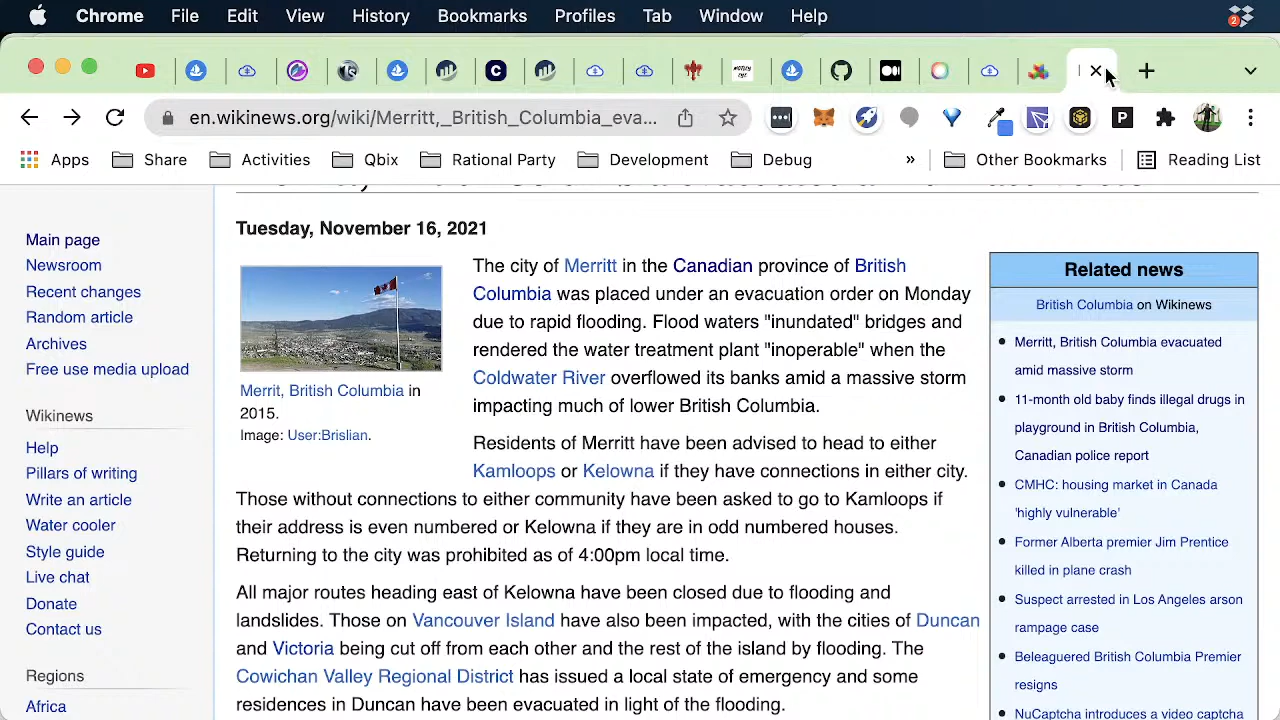 Chrome File Edit View History Bookmarks Profiles Tab Window Help
2
C
P
en.wikinews.org/wiki/Merritt,_British_Columbia_eva...
Apps Share Activities Qbix Rational Party Development Debug » Other Bookmarks Reading List
Tuesday, November 16, 2021
Main page
Newsroom
Recent changes
Random article
Archives
Free use media upload
Wikinews
Help
Pillars of writing
Write an article
Water cooler
Style guide
Live chat
Donate
Contact us
Regions
Africa
Merrit, British Columbia in
2015.
Image: User:Brislian.
The city of Merritt in the Canadian province of British
Columbia was placed under an evacuation order on Monday
due to rapid flooding. Flood waters "inundated" bridges and
rendered the water treatment plant "inoperable" when the
Coldwater River overflowed its banks amid a massive storm
impacting much of lower British Columbia.
Residents of Merritt have been advised to head to either
Kamloops or Kelowna if they have connections in either city.
Those without connections to either community have been asked to go to Kamloops if
their address is even numbered or Kelowna if they are in odd numbered houses.
Returning to the city was prohibited as of 4:00pm local time.
All major routes heading east of Kelowna have been closed due to flooding and
landslides. Those on Vancouver Island have also been impacted, with the cities of Duncan
and Victoria being cut off from each other and the rest of the island by flooding. The
Cowichan Valley Regional District has issued a local state of emergency and some
residents in Duncan have been evacuated in light of the flooding.
Related news
British Columbia on Wikinews
Merritt, British Columbia evacuated
amid massive storm
11-month old baby finds illegal drugs in
playground in British Columbia,
Canadian police report
CMHC: housing market in Canada
'highly vulnerable'
Former Alberta premier Jim Prentice
killed in plane crash
Suspect arrested in Los Angeles arson
rampage case
Beleaguered British Columbia Premier
resigns
NuCaptcha introduces a video captcha